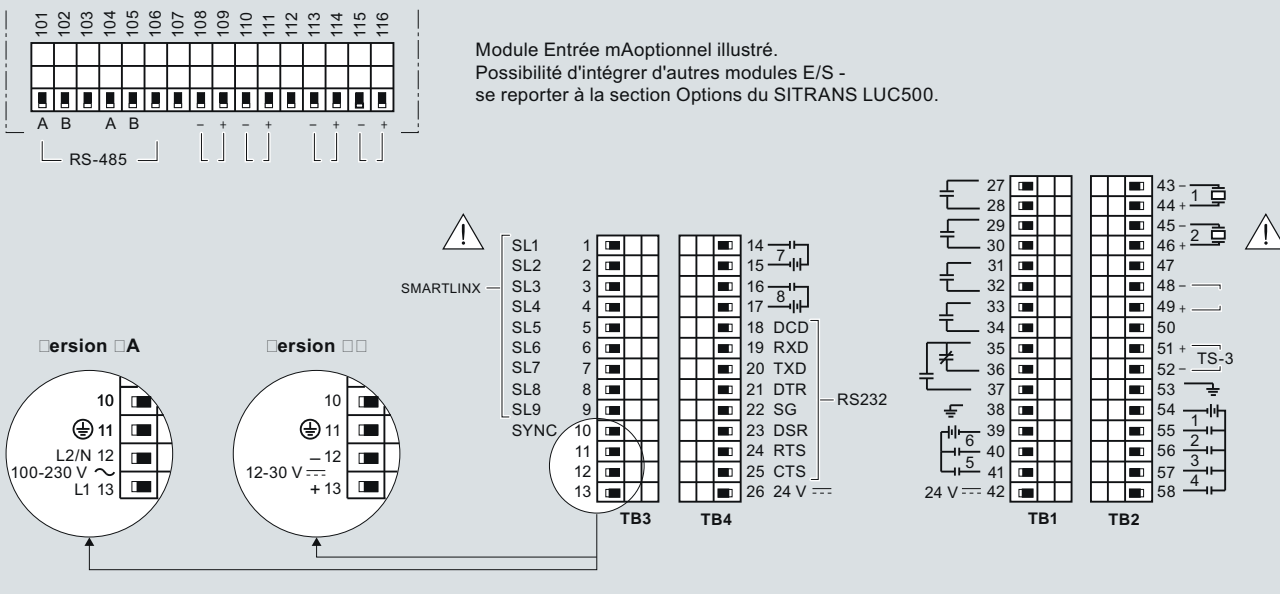 101 102 103 104 105 106 107 108 109 110 111 112 113 114 115 116
A B A B − + − + − + − +
RS-485
Module Entrée mAoptionnel illustré.
Possibilité d'intégrer d'autres modules E/S -
se reporter à la section Options du SITRANS LUC500.
ersion A
10
11
L2/N 12
100-230 V
L1 13
ersion
10
11
− 12
12-30 V
+ 13
SMARTLINX
SL1 1
SL2 2
SL3 3
SL4 4
SL5 5
SL6 6
SL7 7
SL8 8
SL9 9
SYNC 10
11
12
13
TB3
14
7
15
16
8
17
18 DCD
19 RXD
20 TXD
21 DTR
22 SG
23 DSR
24 RTS
25 CTS
26 24 V
RS232
TB4
27
28
29
30
31
32
33
34
35
36
37
38
39
6
40
5
41
24 V 42
TB1
43 −
1
44 +
45 −
2
46 +
47
48 −
49 +
50
51 +
TS-3
52 −
53
54
1
55
2
56
3
57
4
58
TB2